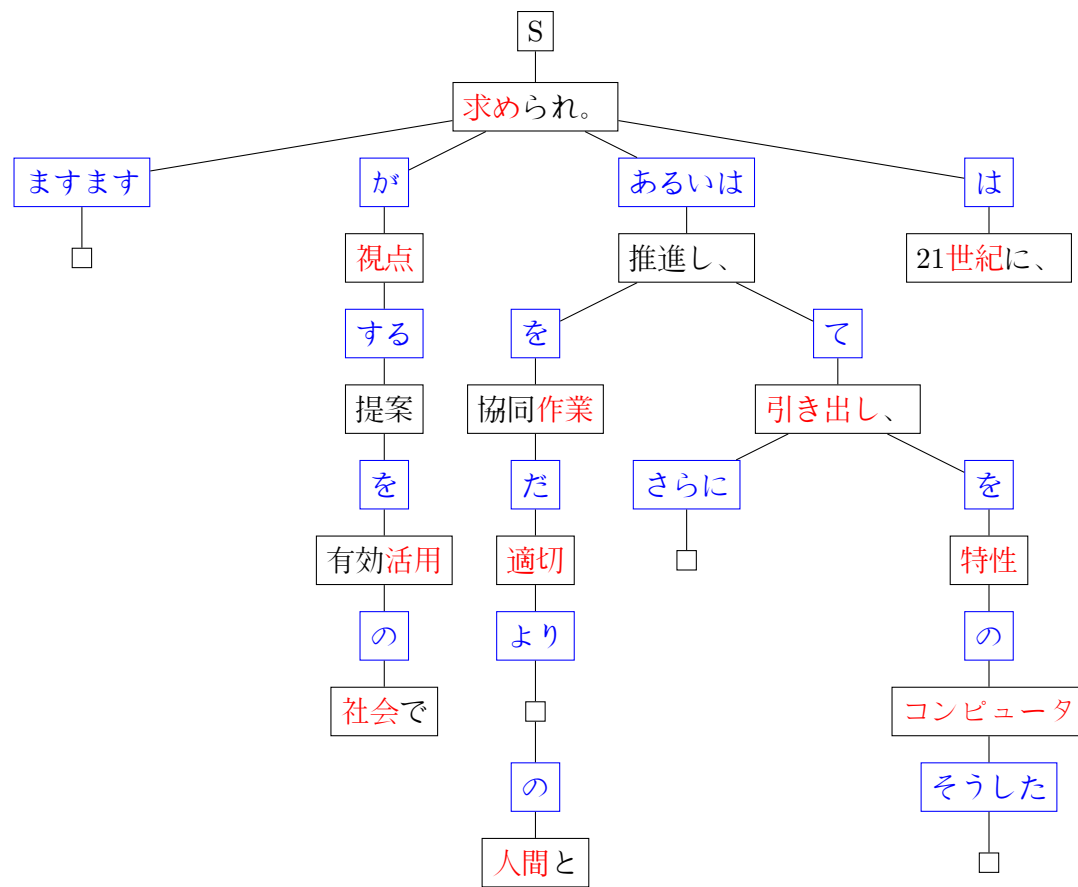 S
求められ。
ますます が あるいは は
視点 推進し、 21世紀に、
する を て
提案 協同作業 引き出し、
を だ さらに を
有効活用 適切 特性
の より の
社会で コンピュータ
の そうした
人間と